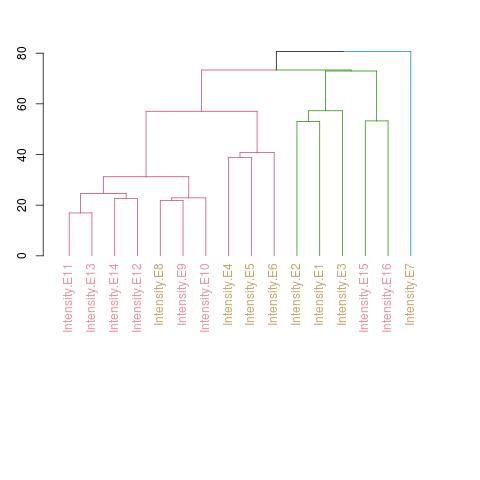 80
60
40
20
0
Intensity.E11
Intensity.E13
Intensity.E14
Intensity.E12
Intensity.E8
Intensity.E9
Intensity.E10
Intensity.E4
Intensity.E5
Intensity.E6
Intensity.E2
Intensity.E1
Intensity.E3
Intensity.E15
Intensity.E16
Intensity.E7